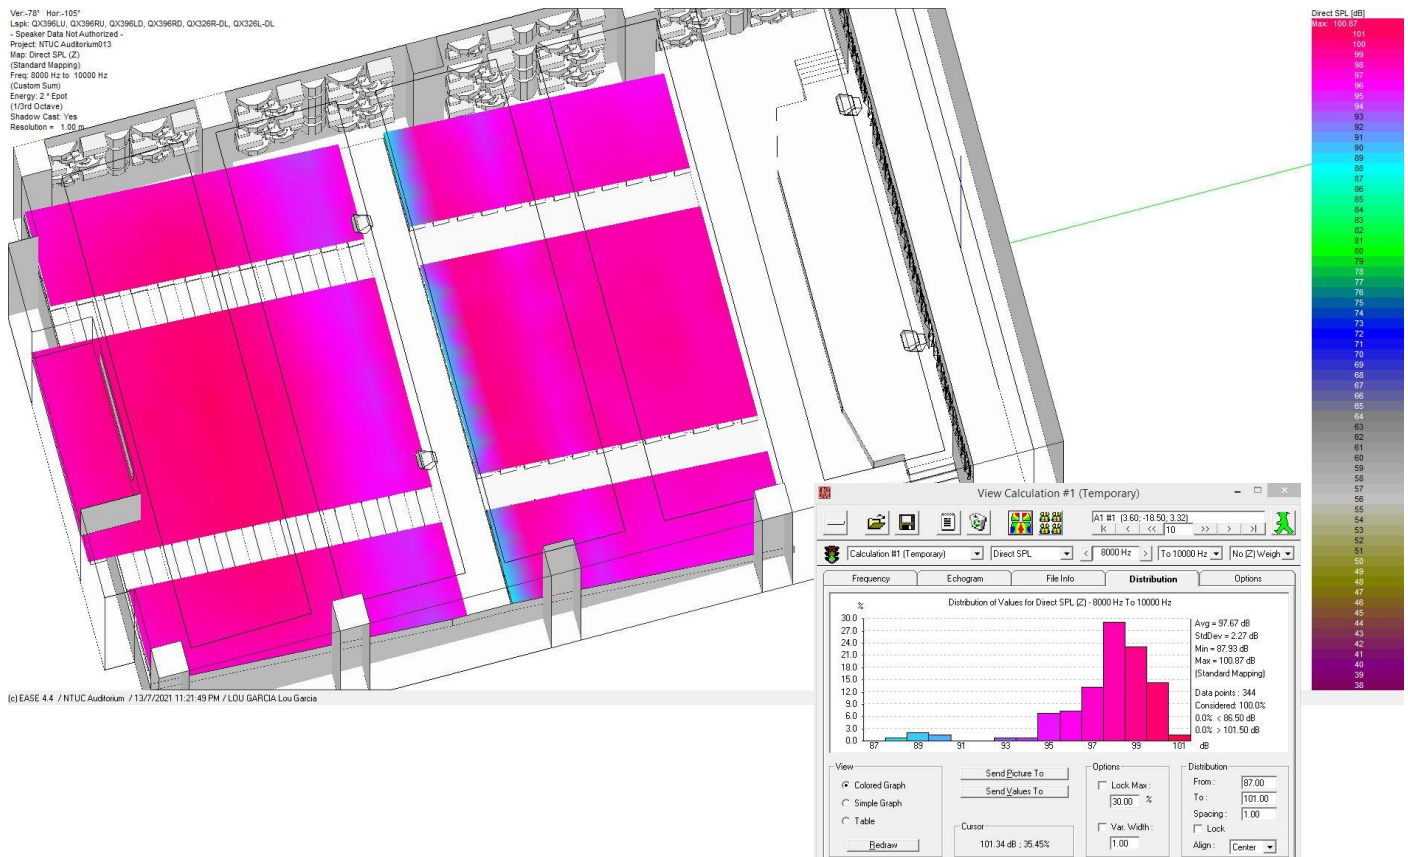 Ver:-78° Hor:-105°
Lspk: QX396LU, QX396RU, QX396LD, QX396RD, QX326R-DL, QX326L-DL
- Speaker Data Not Authorized -
Project: NTUC Auditorium013
Map: Direct SPL (Z)
(Standard Mapping)
Freq: 8000 Hz to 10000 Hz
(Custom Sum)
Energy: 2 * Epot
(1/3rd Octave)
Shadow Cast: Yes
Resolution = 1.00 m
Direct SPL [dB]
Max: 100.87
101
100
99
98
97
96
95
94
93
92
91
90
89
88
87
86
85
84
83
82
81
80
79
78
77
76
75
74
73
72
71
70
69
68
67
66
65
64
63
62
61
60
59
58
57
56
55
54
53
52
51
50
49
48
47
46
45
44
43
42
41
40
39
38
(c) EASE 4.4 / NTUC Auditorium / 13/7/2021 11:21:49 PM / LOU GARCIA Lou Garcia
View Calculation #1 (Temporary)
A1 #1 (3.60; -18.50; 3.32)
K < << 10 >> > >|
Calculation #1 (Temporary) Direct SPL < 8000 Hz > To 10000 Hz No (Z) Weigh
Frequency Echogram File Info Distribution Options
Distribution of Values for Direct SPL (Z) - 8000 Hz To 10000 Hz
%
30.0
27.0
24.0
21.0
18.0
15.0
12.0
9.0
6.0
3.0
0.0
87 89 91 93 95 97 99 101 dB
Avg = 97.67 dB
StdDev = 2.27 dB
Min = 87.93 dB
Max = 100.87 dB
(Standard Mapping)
Data points : 344
Considered: 100.0%
0.0% < 86.50 dB
0.0% > 101.50 dB
View
Colored Graph
Simple Graph
Table
Redraw
Send Picture To
Send Values To
Cursor
101.34 dB ; 35.45%
Options
Lock Max :
30.00 %
Var. Width :
1.00
Distribution
From : 87.00
To : 101.00
Spacing : 1.00
Lock
Align : Center